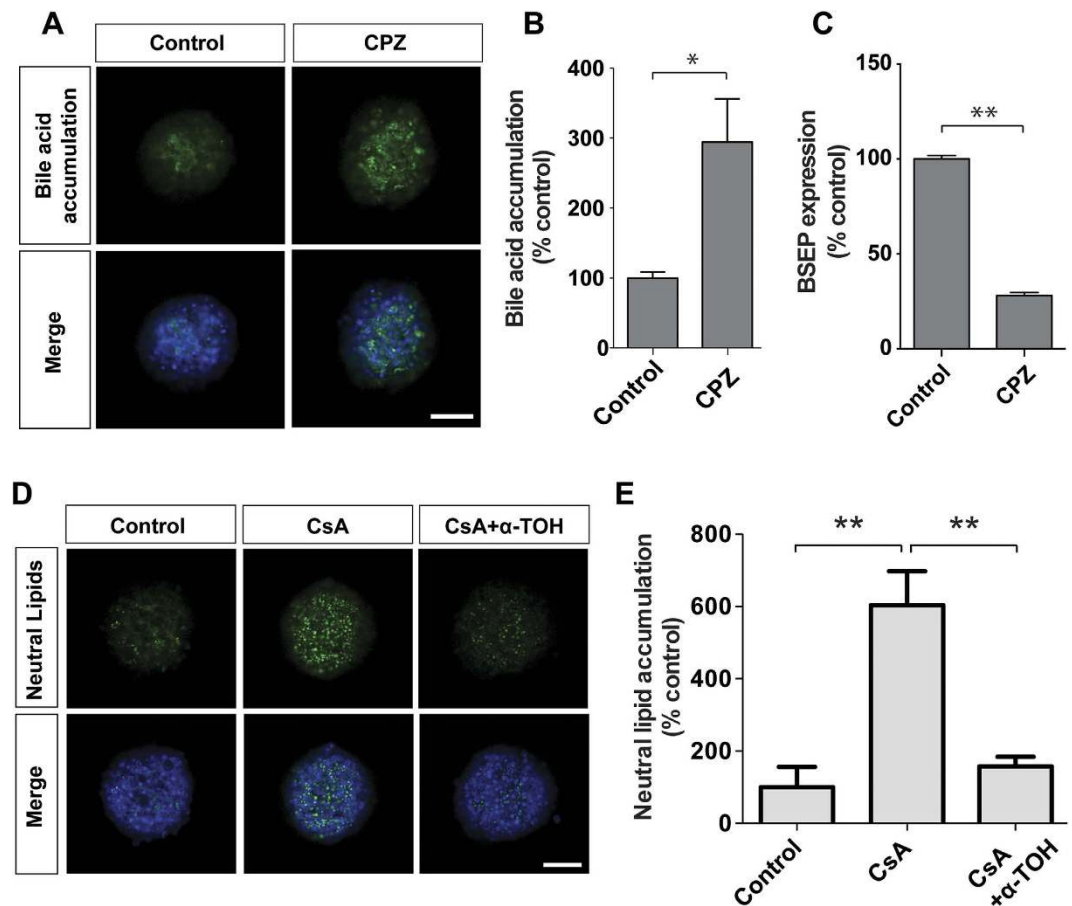 A
Control
CPZ
Bile acid
accumulation
Merge
B
Bile acid accumulation
(% control)
400
300
200
100
0
*
Control
CPZ
C
BSEP expression
(% control)
150
100
50
0
**
Control
CPZ
D
Control
CsA
CsA+α-TOH
Neutral Lipids
Merge
E
Neutral lipid accumulation
(% control)
800
600
400
200
0
**
**
Control
CsA
CsA
+α-TOH